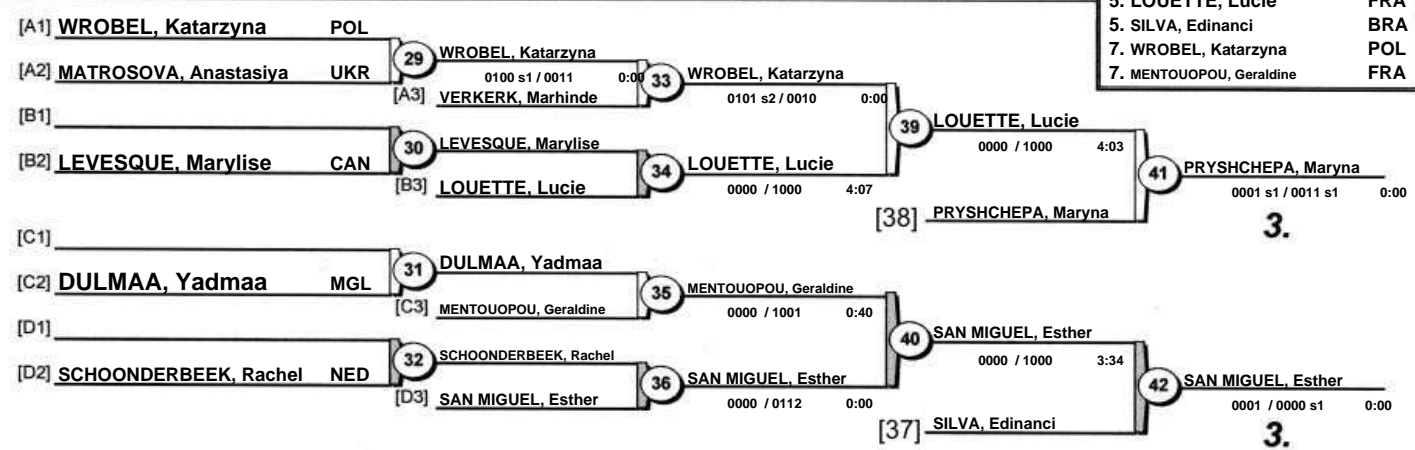 5. LOUETTE, Lucie FRA
5. SILVA, Edinanci BRA
7. WROBEL, Katarzyna POL
7. MENTOUOPOU, Geraldine FRA
[A1] WROBEL, Katarzyna POL
29
WROBEL, Katarzyna
[A2] MATROSOVA, Anastasiya UKR
0100 s1 / 0011 0:00
33
WROBEL, Katarzyna
[A3] VERKERK, Marhinde
0101 s2 / 0010 0:00
[B1]
39
LOUETTE, Lucie
30
LEVESQUE, Marylise
0000 / 1000 4:03
[B2] LEVESQUE, Marylise CAN
34
LOUETTE, Lucie
41
PRYSHCHEPA, Maryna
[B3] LOUETTE, Lucie
0000 / 1000 4:07
0001 s1 / 0011 s1 0:00
[38] PRYSHCHEPA, Maryna
3.
[C1]
31
DULMAA, Yadmaa
[C2] DULMAA, Yadmaa MGL
35
MENTOUOPOU, Geraldine
[C3] MENTOUOPOU, Geraldine
0000 / 1001 0:40
[D1]
40
SAN MIGUEL, Esther
32
SCHOONDERBEEK, Rachel
0000 / 1000 3:34
[D2] SCHOONDERBEEK, Rachel NED
36
SAN MIGUEL, Esther
42
SAN MIGUEL, Esther
[D3] SAN MIGUEL, Esther
0000 / 0112 0:00
0001 / 0000 s1 0:00
[37] SILVA, Edinanci
3.